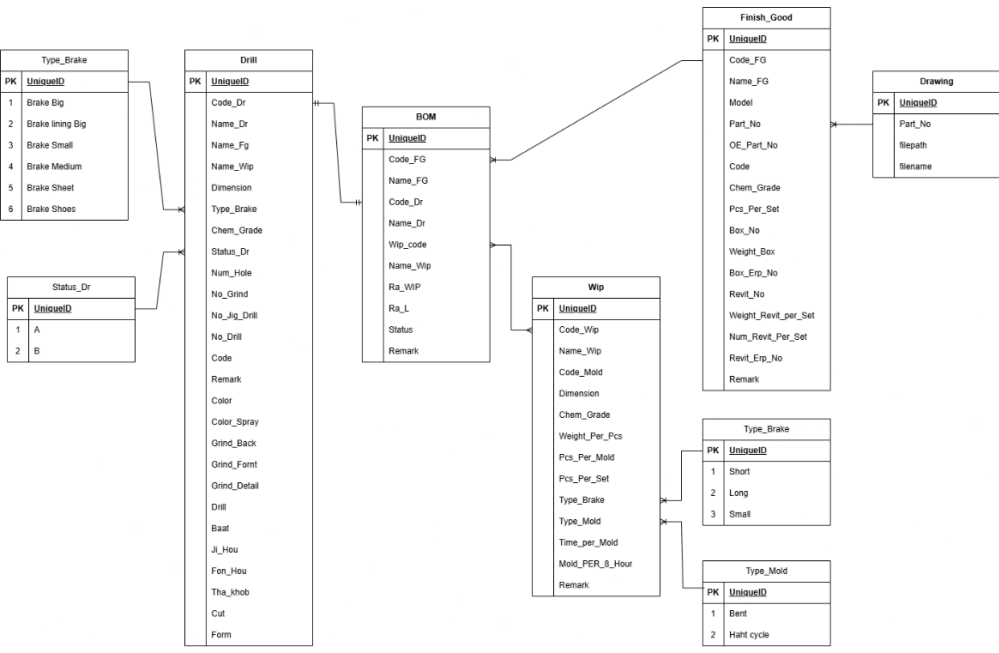 Type_Brake
PK UniqueID
1 Brake Big
2 Brake lining Big
3 Brake Small
4 Brake Medium
5 Brake Sheet
6 Brake Shoes
Status_Dr
PK UniqueID
1 A
2 B
Drill
PK UniqueID
Code_Dr
Name_Dr
Name_Fg
Name_Wip
Dimension
Type_Brake
Chem_Grade
Status_Dr
Num_Hole
No_Grind
No_Jig_Drill
No_Drill
Code
Remark
Color
Color_Spray
Grind_Back
Grind_Fornt
Grind_Detail
Drill
Baat
Ji_Hou
Fon_Hou
Tha_khob
Cut
Form
BOM
PK UniqueID
Code_FG
Name_FG
Code_Dr
Name_Dr
Wip_code
Name_Wip
Ra_WIP
Ra_L
Status
Remark
Wip
PK UniqueID
Code_Wip
Name_Wip
Code_Mold
Dimension
Chem_Grade
Weight_Per_Pcs
Pcs_Per_Mold
Pcs_Per_Set
Type_Brake
Type_Mold
Time_per_Mold
Mold_PER_8_Hour
Remark
Finish_Good
PK UniqueID
Code_FG
Name_FG
Model
Part_No
OE_Part_No
Code
Chem_Grade
Pcs_Per_Set
Box_No
Weight_Box
Box_Erp_No
Revit_No
Weight_Revit_per_Set
Num_Revit_Per_Set
Revit_Erp_No
Remark
Drawing
PK UniqueID
Part_No
filepath
filename
Type_Brake
PK UniqueID
1 Short
2 Long
3 Small
Type_Mold
PK UniqueID
1 Bent
2 Haht cycle